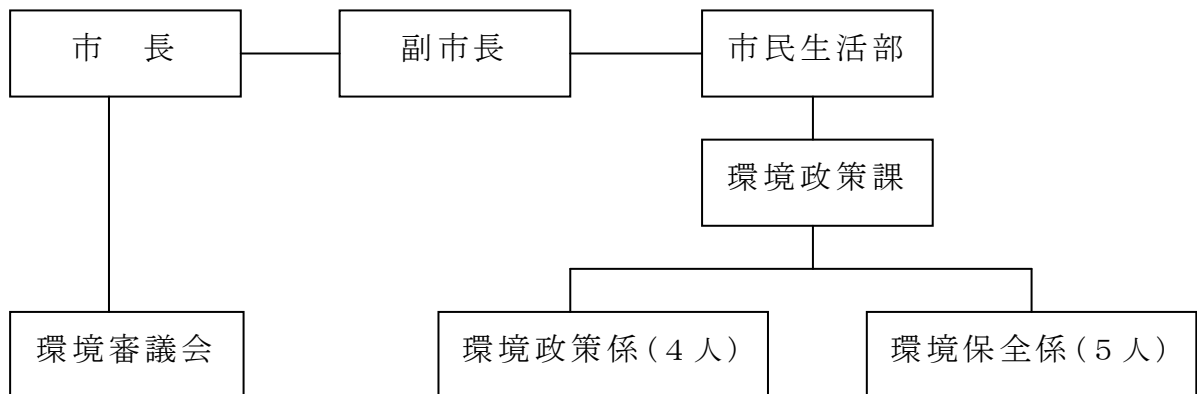 市　長
副市長
市民生活部
環境政策課
環境審議会
環境政策係(４人)
環境保全係(５人)